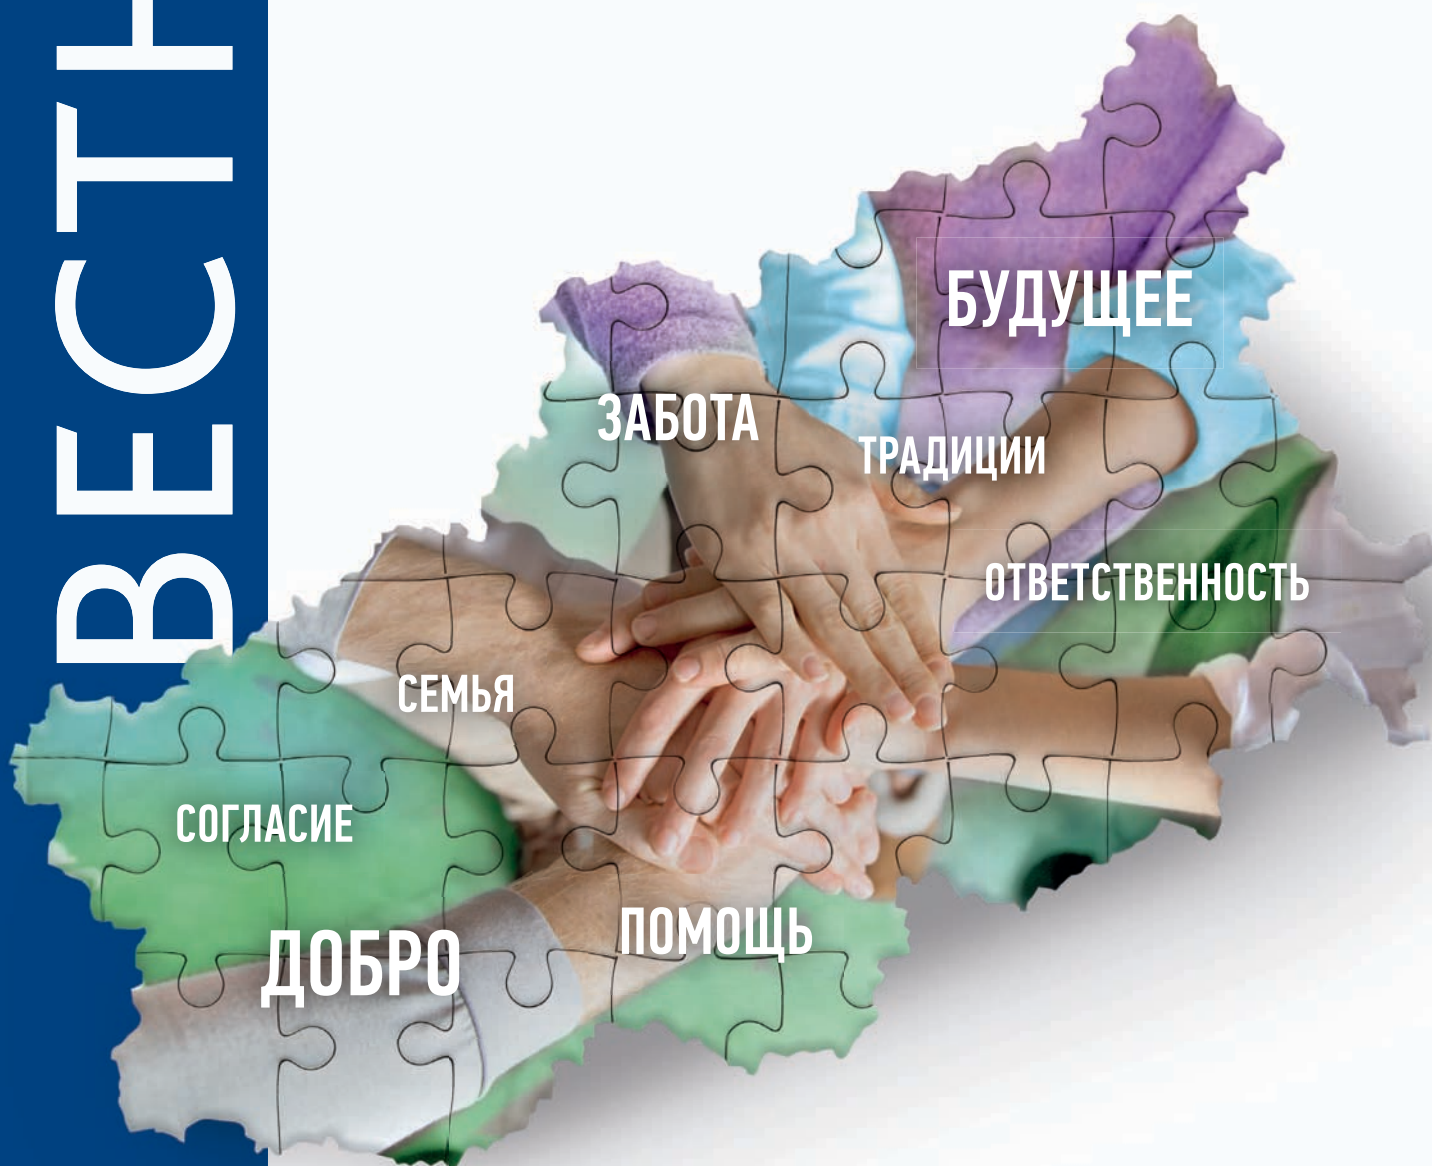 ВЕСТН
БУДУЩЕЕ
ЗАБОТА
ТРАДИЦИИ
ОТВЕТСТВЕННОСТЬ
СЕМЬЯ
СОГЛАСИЕ
ПОМОЩЬ
ДОБРО